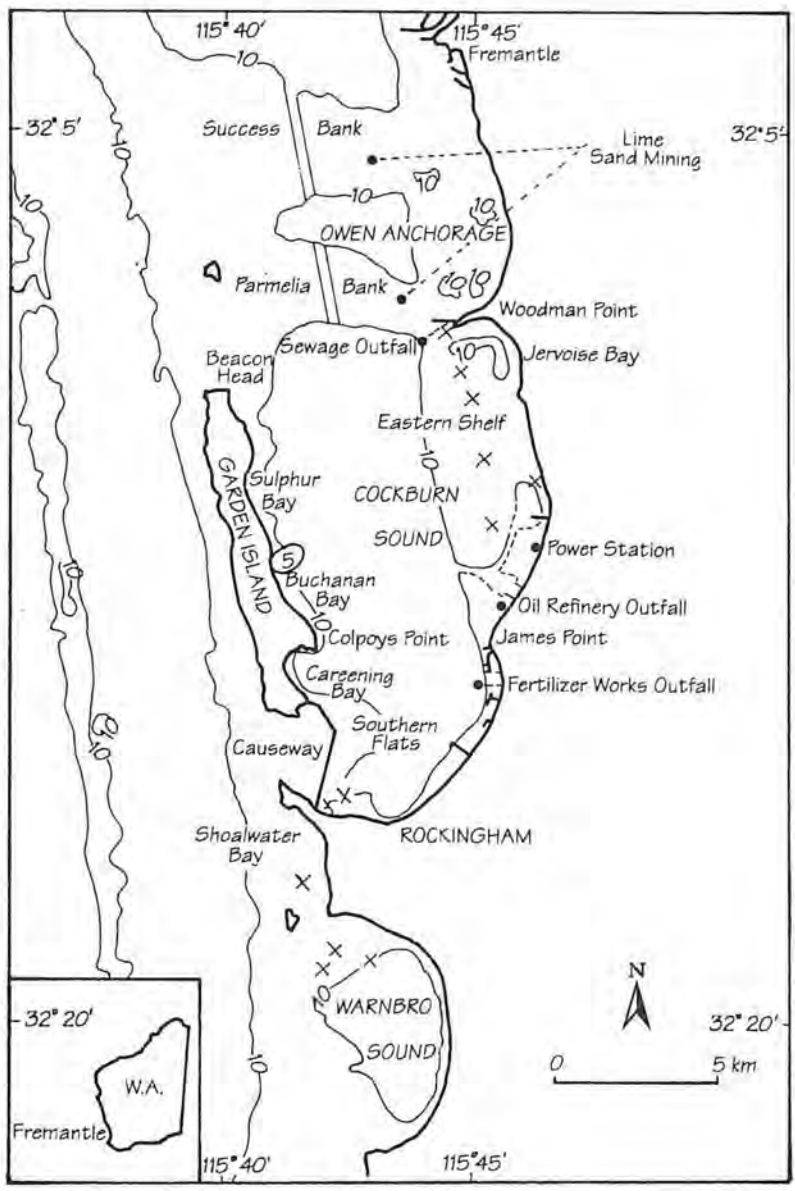 115°40'
115°45'
Fremantle
10
32°5'
32°5'
Success Bank
Lime
Sand Mining
10
10
10
10
10
10
OWEN ANCHORAGE
Parmelia Bank
10
10
Woodman Point
Sewage Outfall
10
Jervoise Bay
Beacon
Head
Eastern Shelf
10
GARDEN ISLAND
Sulphur
Bay
COCKBURN
SOUND
5
Power Station
10
Buchanan
Bay
10
Oil Refinery Outfall
Colpoys Point
James Point
Careening
Bay
Fertilizer Works Outfall
Southern
Flats
10
10
Causeway
Shoalwater
Bay
ROCKINGHAM
N
10
WARNBRO
SOUND
32°20'
32°20'
0
5 km
10
W.A.
Fremantle
115°40'
115°45'